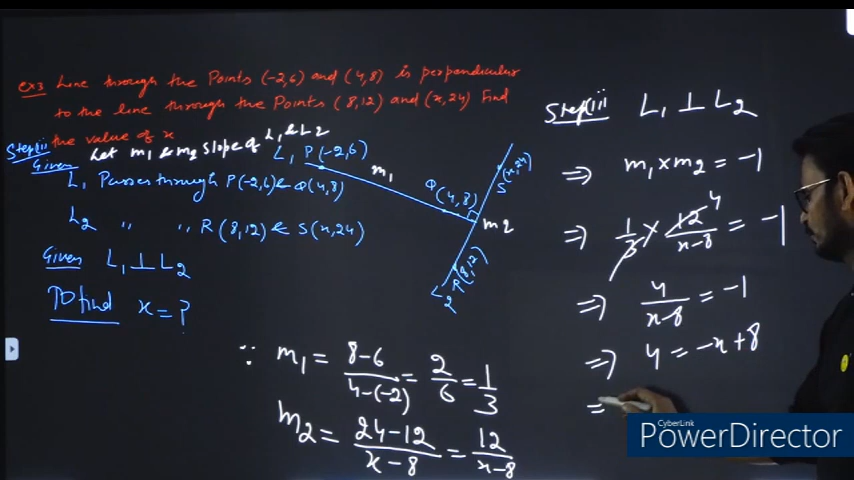 ex3 Line through the Points (-2,6) and (4,8) is perpendicular
to the line through the Points (8,12) and (x,24) Find
the value of x
Step(ii) Let m1 & m2 slope of L1 & L2
Given
L1 Passes through P(-2,6) & Q(4,8)
L2 " " R(8,12) & S(x,24)
Given L1 ⊥ L2
TO find x = ?
L1 P(-2,6)
m1
Q(4,8)
S(x,24)
m2
R(8,12)
L2
∵ m1 = 8-6/4-(-2) = 2/6 = 1/3
m2 = 24-12/x-8 = 12/x-8
Step(iii) L1 ⊥ L2
⇒ m1 × m2 = -1
⇒ 1/3 × 12 4/x-8 = -1
⇒ 4/x-8 = -1
⇒ 4 = -x+8
=
CyberLink
PowerDirector